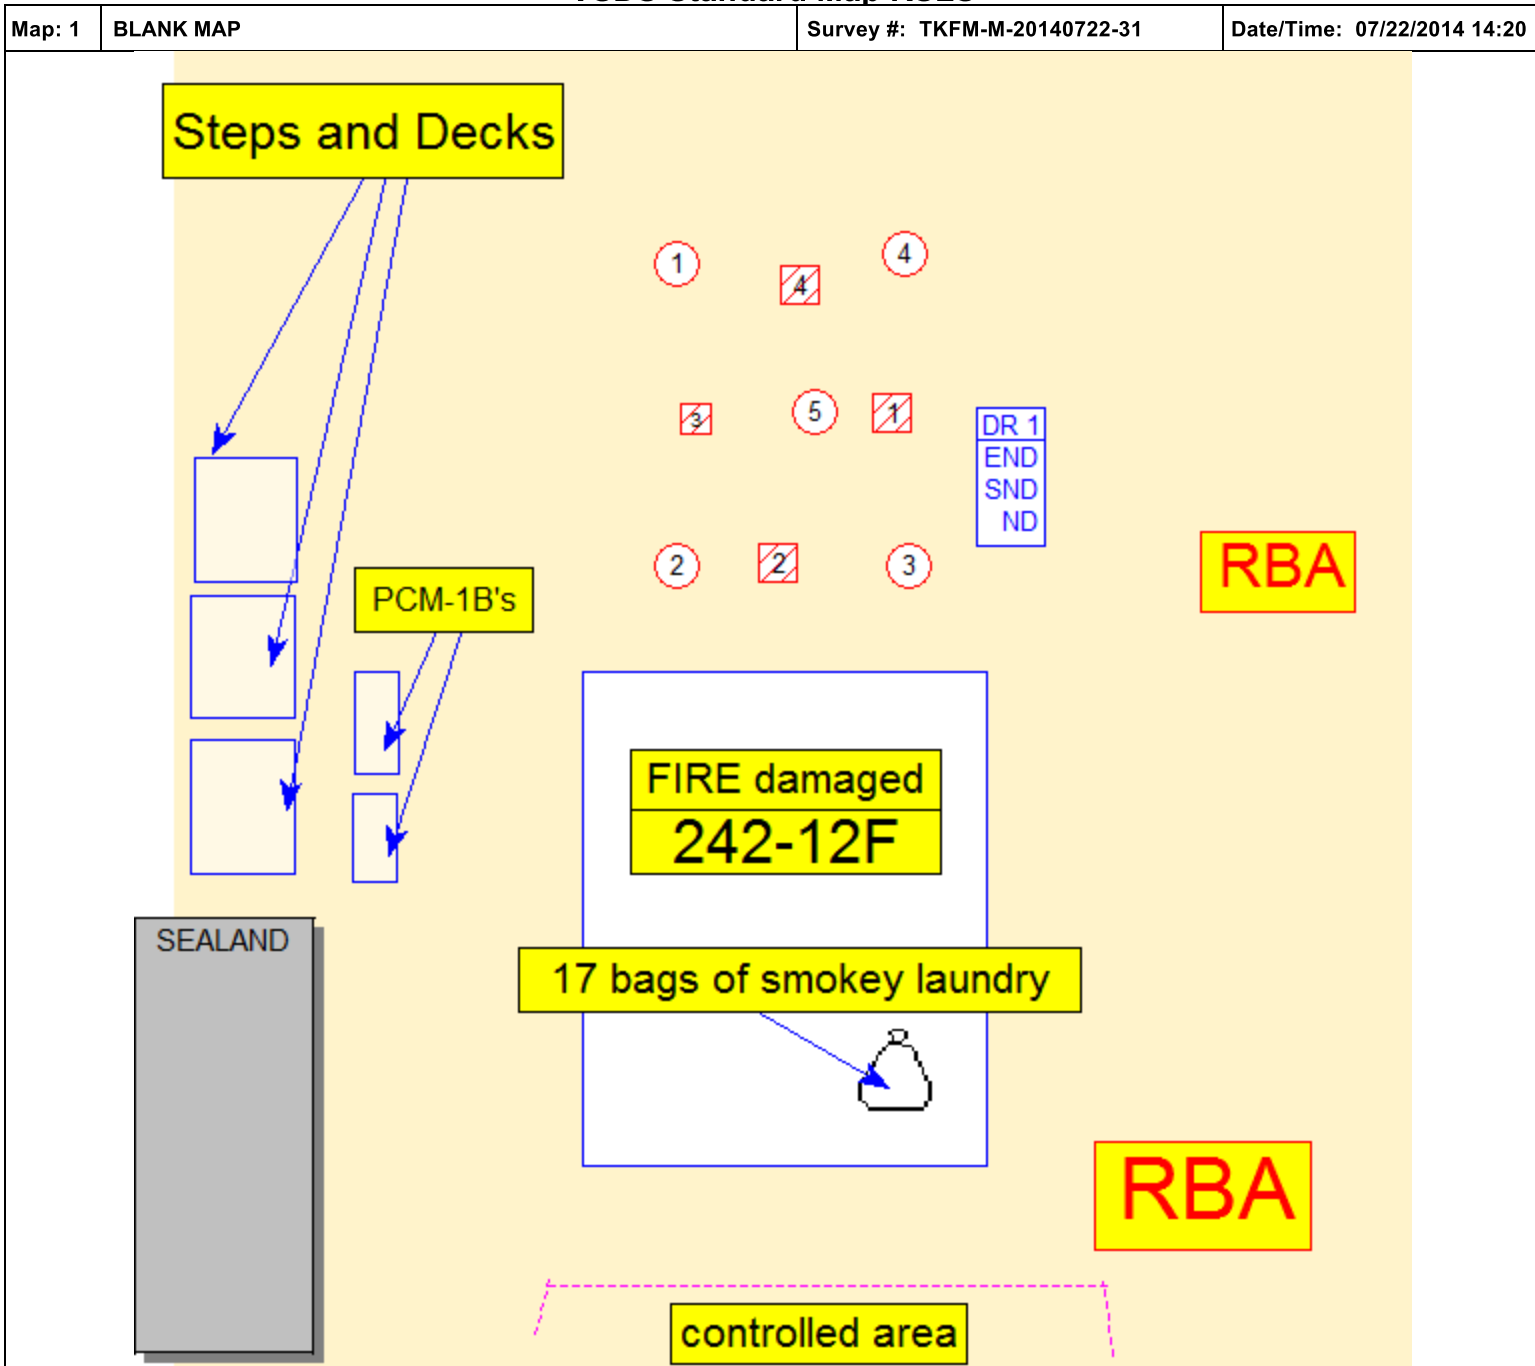 Map: 1 BLANK MAP Survey #: TKFM-M-20140722-31 Date/Time: 07/22/2014 14:20
Steps and Decks
1
4
4
3
5
1
DR 1
END
SND
ND
2
2
3
RBA
PCM-1B's
FIRE damaged
242-12F
SEALAND
17 bags of smokey laundry
RBA
controlled area